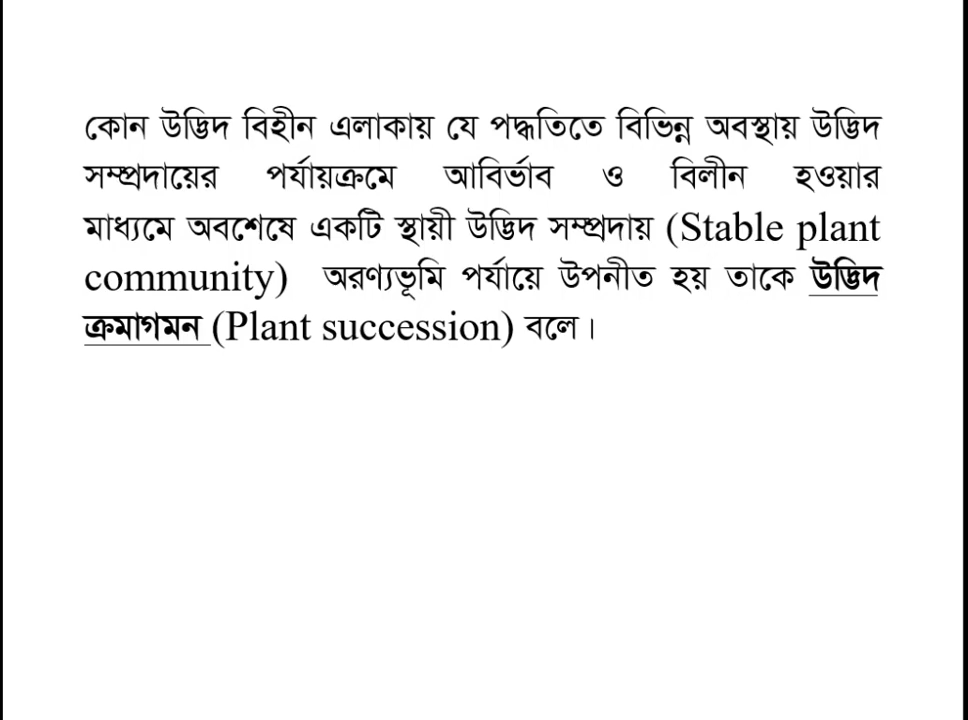 কোন উদ্ভিদ বিহীন এলাকায় যে পদ্ধতিতে বিভিন্ন অবস্থায় উদ্ভিদ
সম্প্রদায়ের পর্যায়ক্রমে আবির্ভাব ও বিলীন হওয়ার
মাধ্যমে অবশেষে একটি স্থায়ী উদ্ভিদ সম্প্রদায় (Stable plant
community) অরণ্যভূমি পর্যায়ে উপনীত হয় তাকে উদ্ভিদ
ক্রমাগমন (Plant succession) বলে।